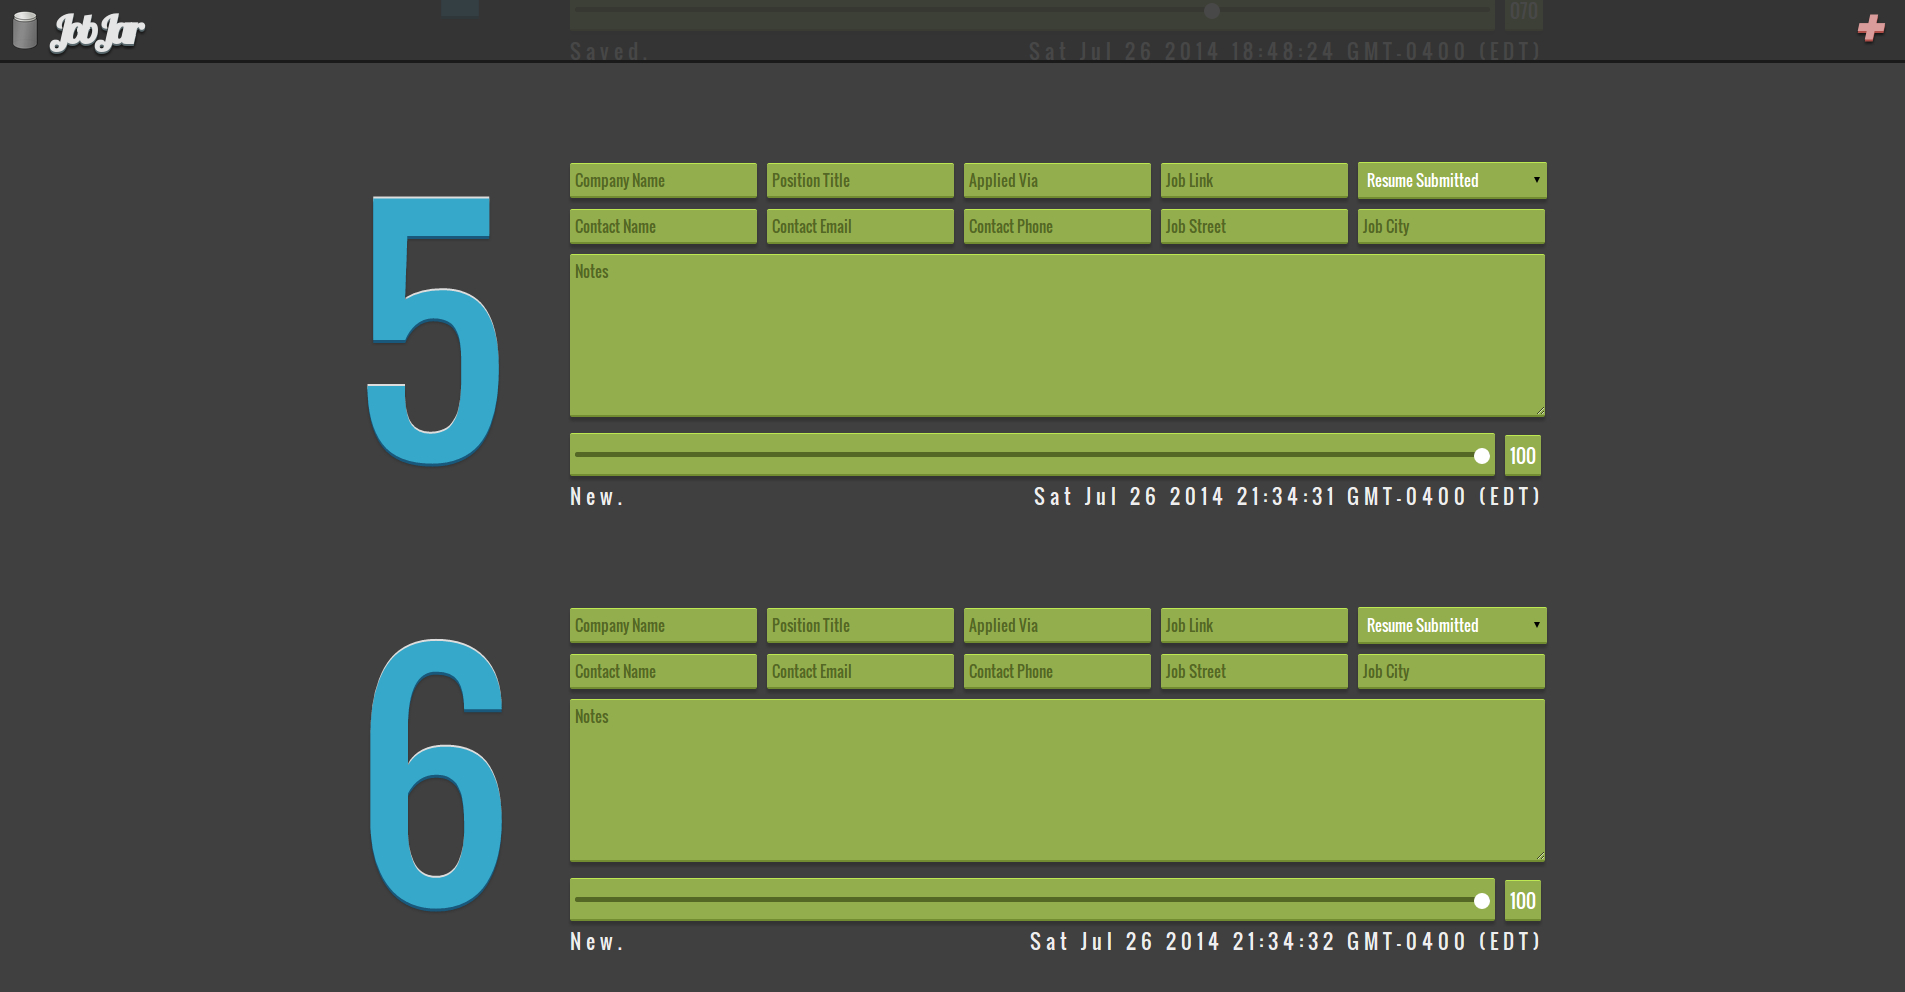 JobJar
070
Saved. Sat Jul 26 2014 18:48:24 GMT-0400 (EDT)
5
Company Name Position Title Applied Via Job Link Resume Submitted
Contact Name Contact Email Contact Phone Job Street Job City
Notes
100
New. Sat Jul 26 2014 21:34:31 GMT-0400 (EDT)
6
Company Name Position Title Applied Via Job Link Resume Submitted
Contact Name Contact Email Contact Phone Job Street Job City
Notes
100
New. Sat Jul 26 2014 21:34:32 GMT-0400 (EDT)